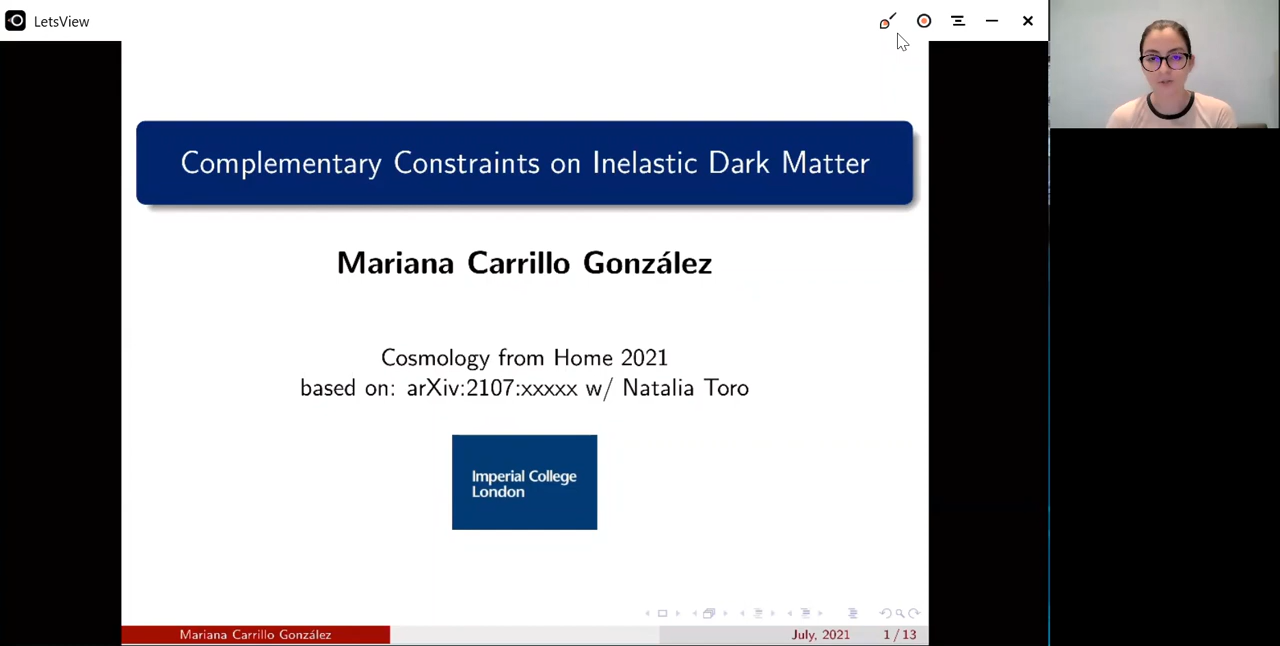 LetsView
Complementary Constraints on Inelastic Dark Matter
Mariana Carrillo González
Cosmology from Home 2021
based on: arXiv:2107:xxxxx w/ Natalia Toro
Imperial College
London
Mariana Carrillo González
July, 2021
1 / 13